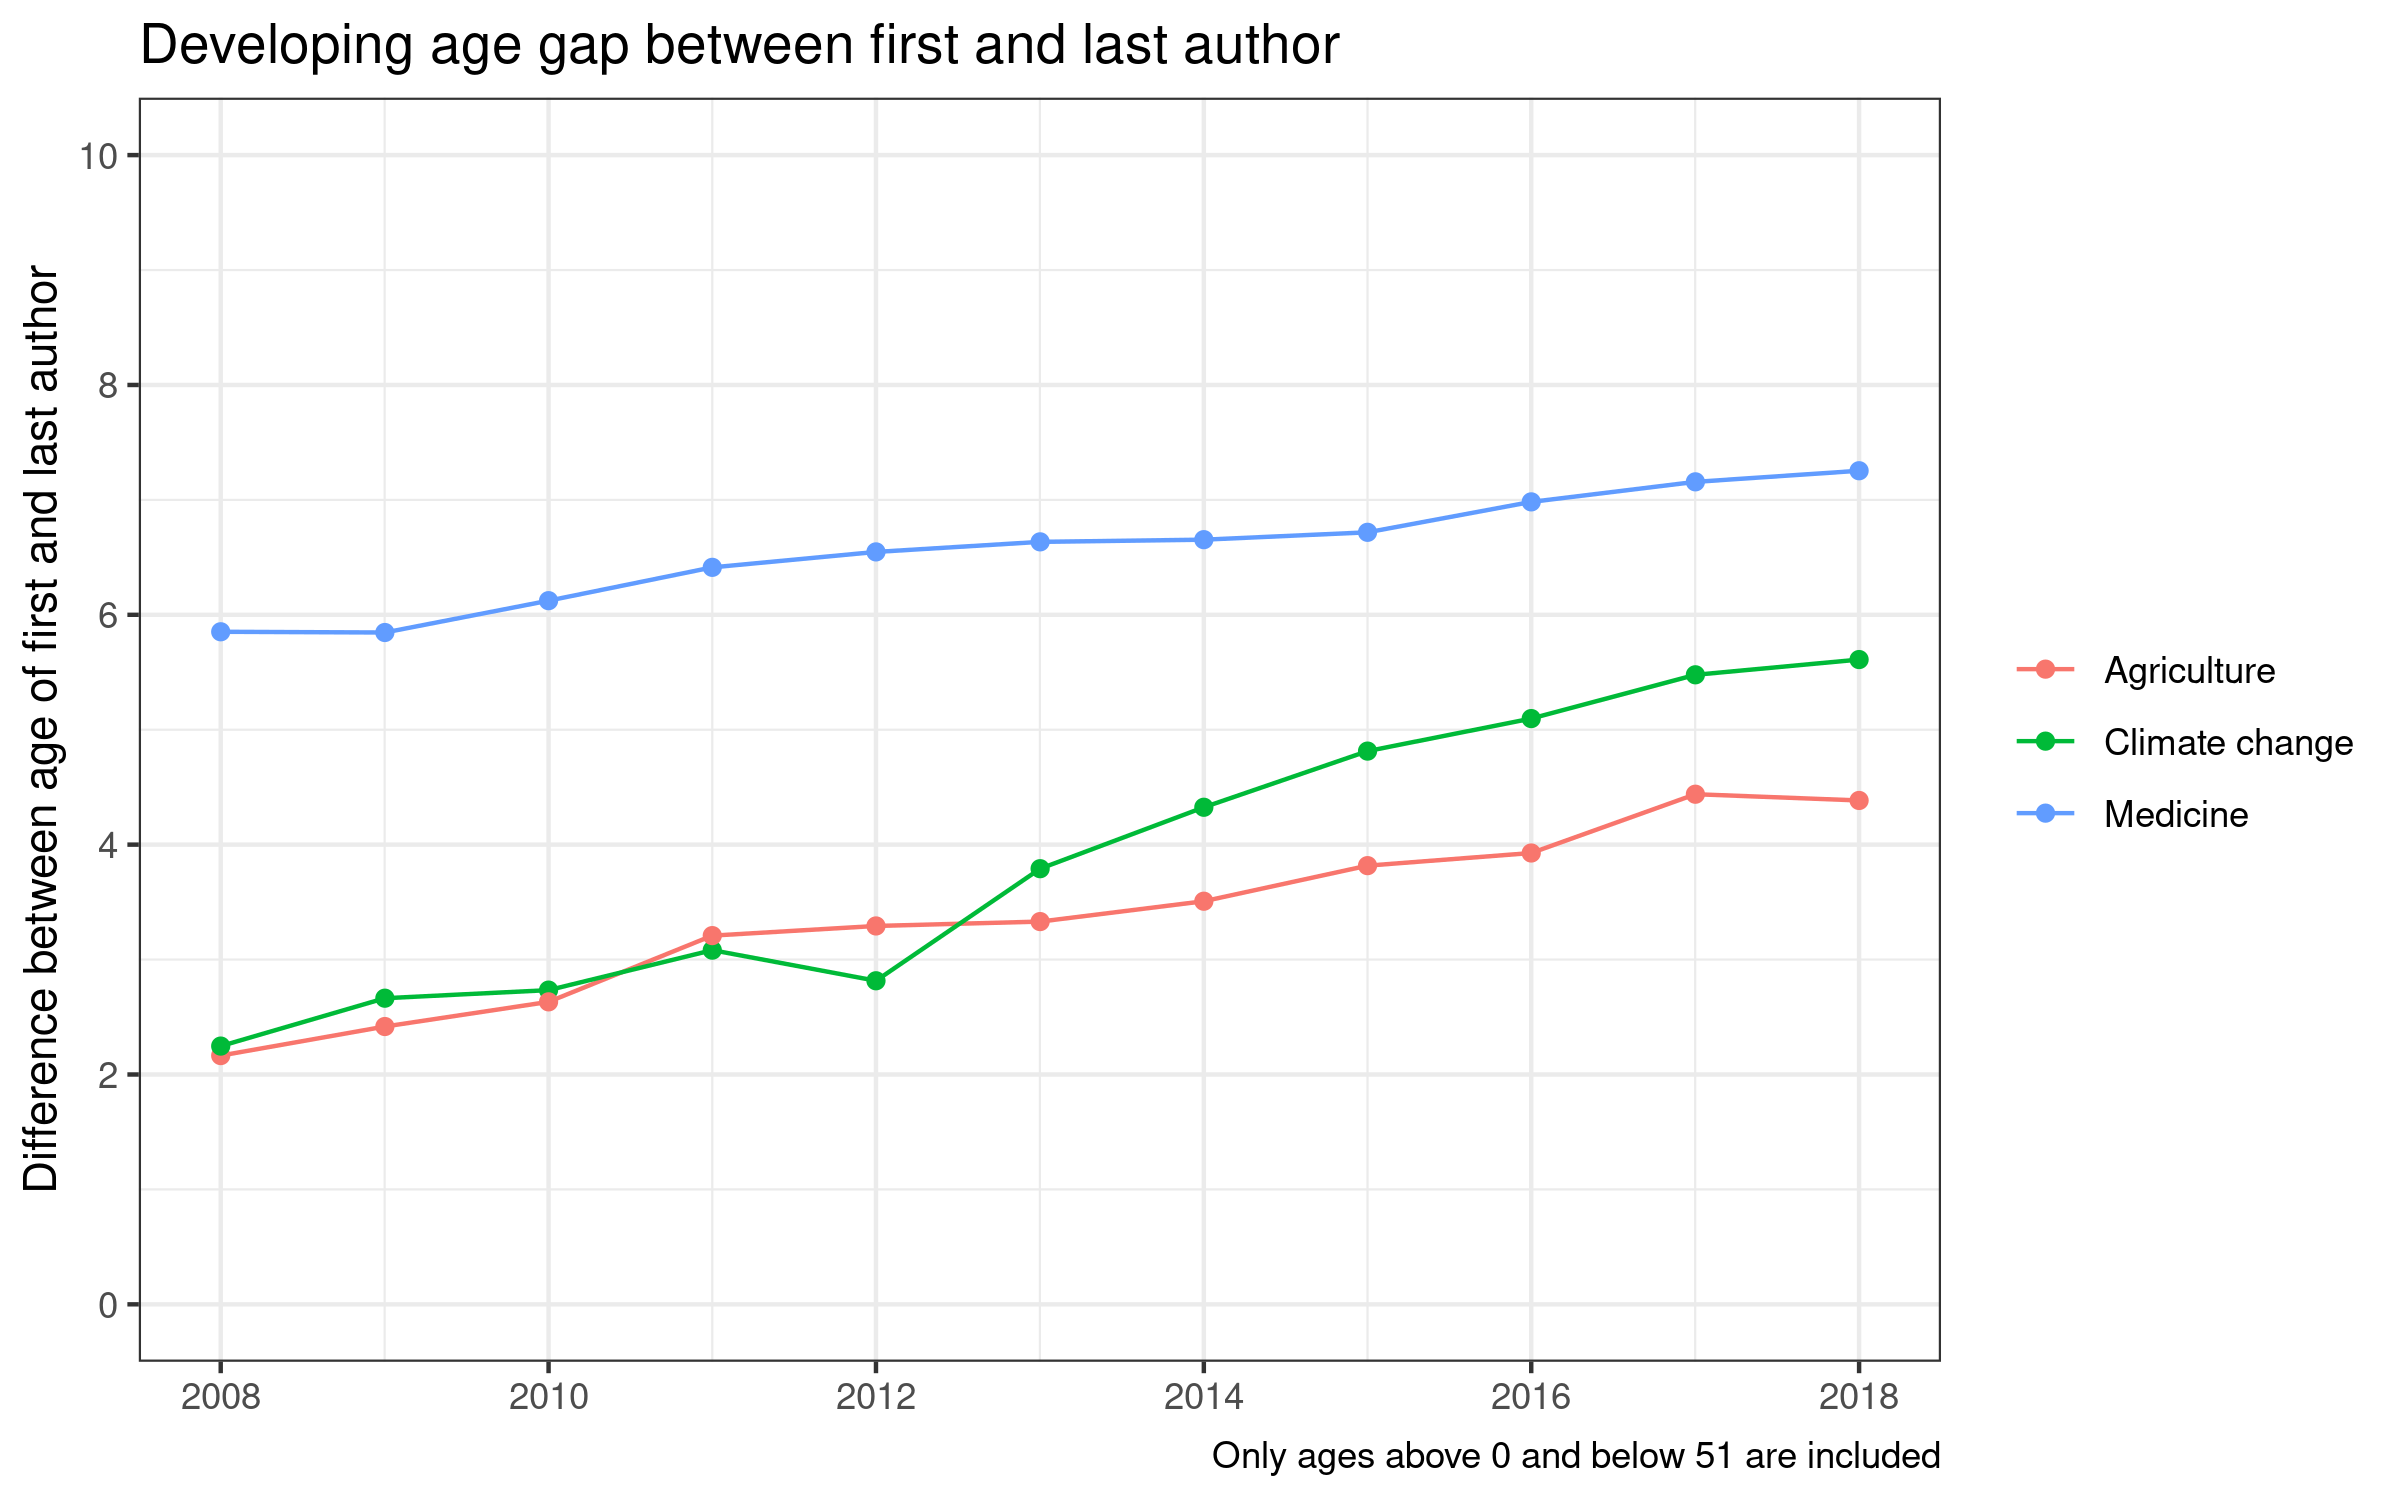 Developing age gap between first and last author
Difference between age of first and last author
10
8
6
4
2
0
2008
2010
2012
2014
2016
2018
Agriculture
Climate change
Medicine
Only ages above 0 and below 51 are included